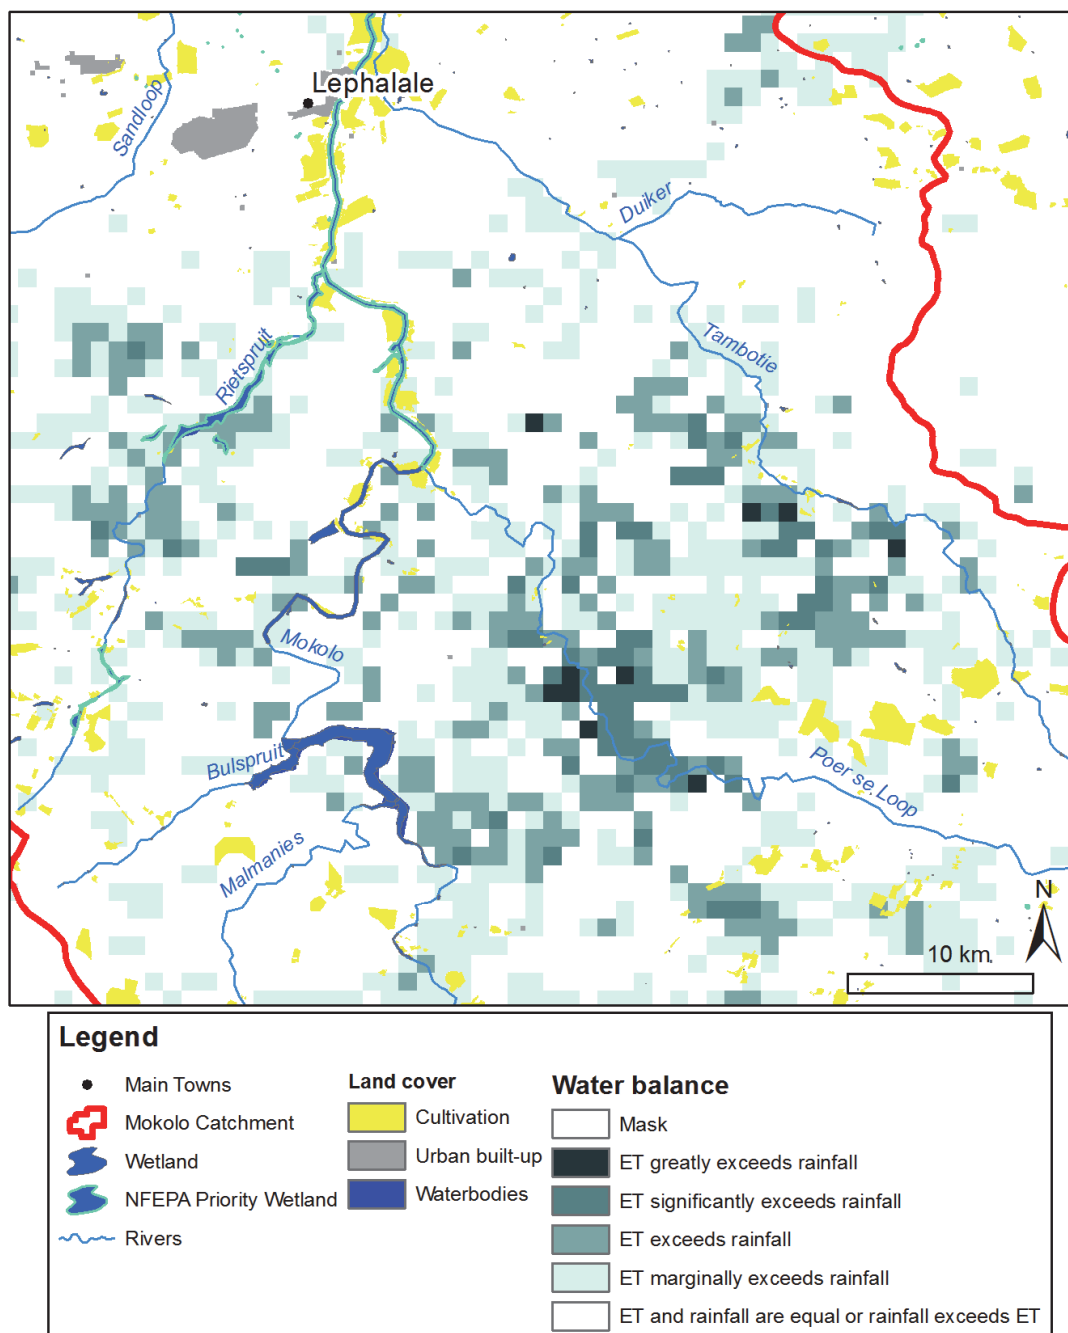 Lephalale
Sandloop
Duiker
Tambotie
Rietspruit
Mokolo
Bulspruit
Malmanies
Poer se Loop
N
10 km.
Legend
Main Towns
Mokolo Catchment
Wetland
NFEPA Priority Wetland
Rivers
Land cover
Cultivation
Urban built-up
Waterbodies
Water balance
Mask
ET greatly exceeds rainfall
ET significantly exceeds rainfall
ET exceeds rainfall
ET marginally exceeds rainfall
ET and rainfall are equal or rainfall exceeds ET